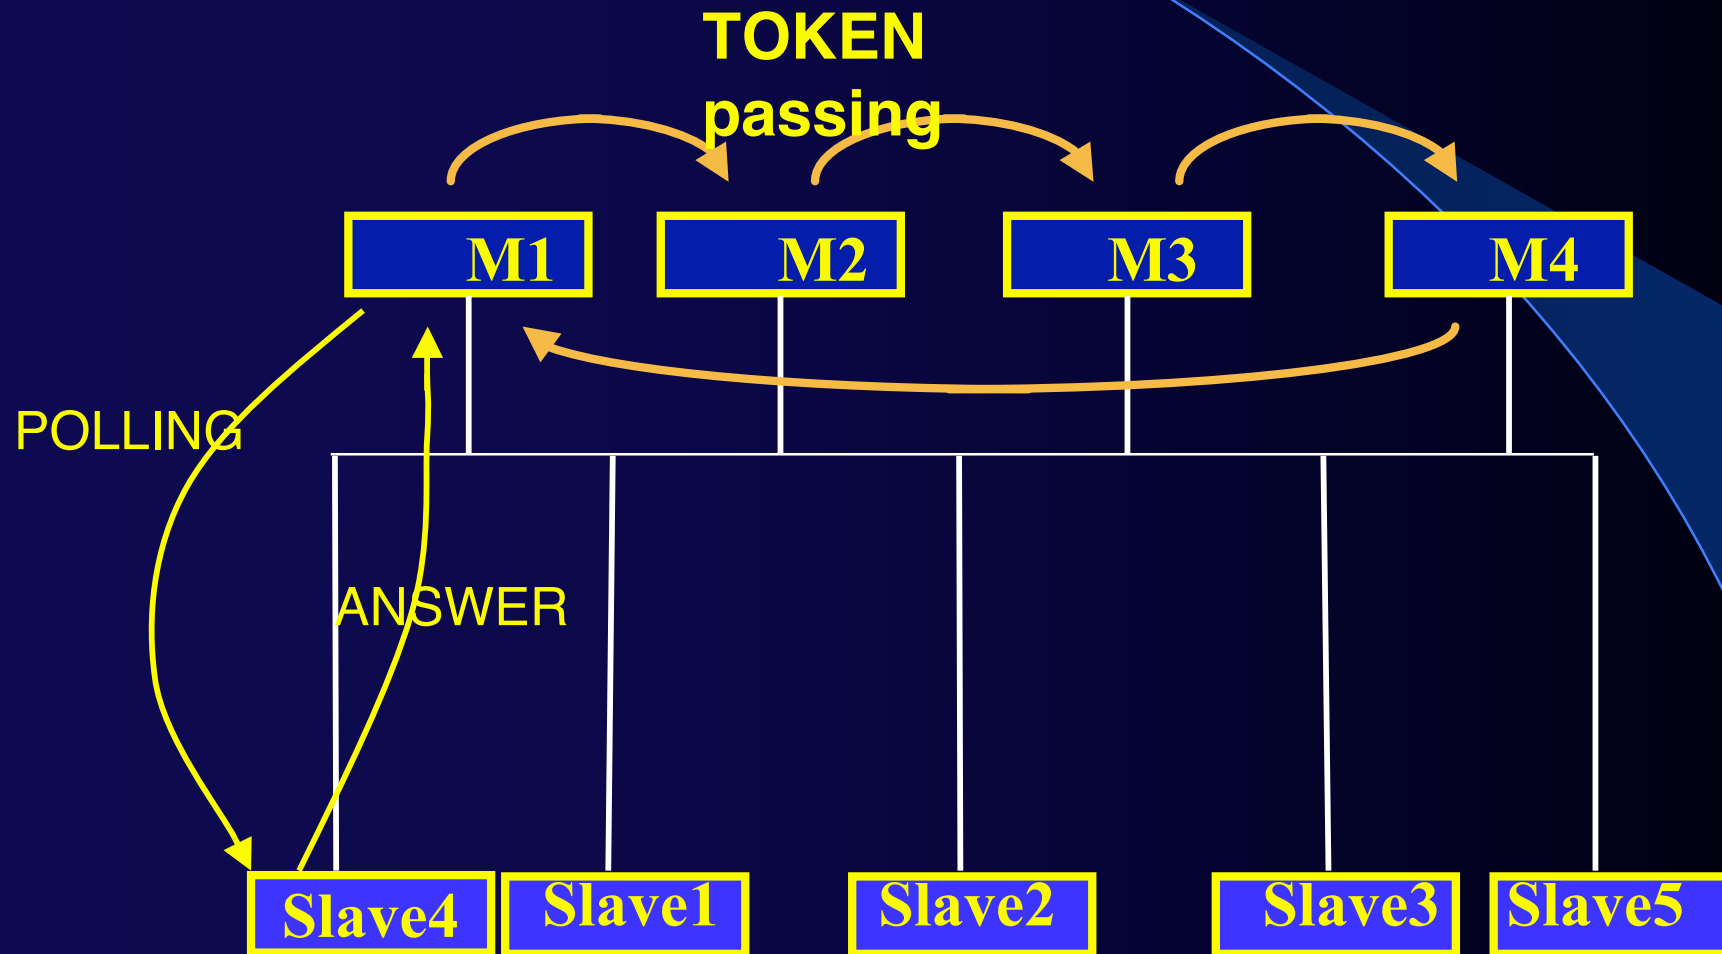 TOKEN
passing
M1 M2 M3 M4
POLLING
ANSWER
Slave4 Slave1 Slave2 Slave3 Slave5